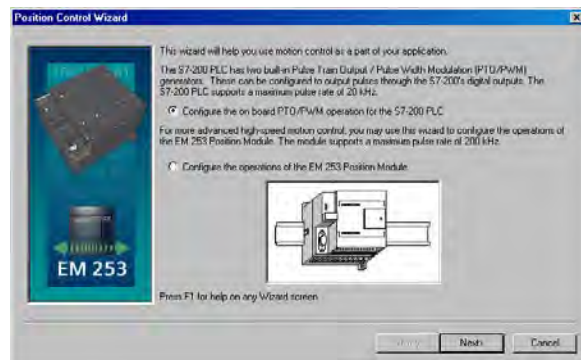 Position Control Wizard
This wizard will help you use motion control as a part of your application.
The S7-200 PLC has two built-in Pulse Train Output / Pulse Width Modulation (PTO/PWM)
generators. These can be configured to output pulses through the S7-200's digital outputs. The
S7-200 PLC supports a maximum pulse rate of 20 kHz.
Configure the on board PTO/PWM operation for the S7-200 PLC
For more advanced high-speed motion control, you may use this wizard to configure the operations of
the EM 253 Position Module. The module supports a maximum pulse rate of 200 kHz.
Configure the operations of the EM 253 Position Module
EM 253
Press F1 for help on any Wizard screen
Next>
Cancel